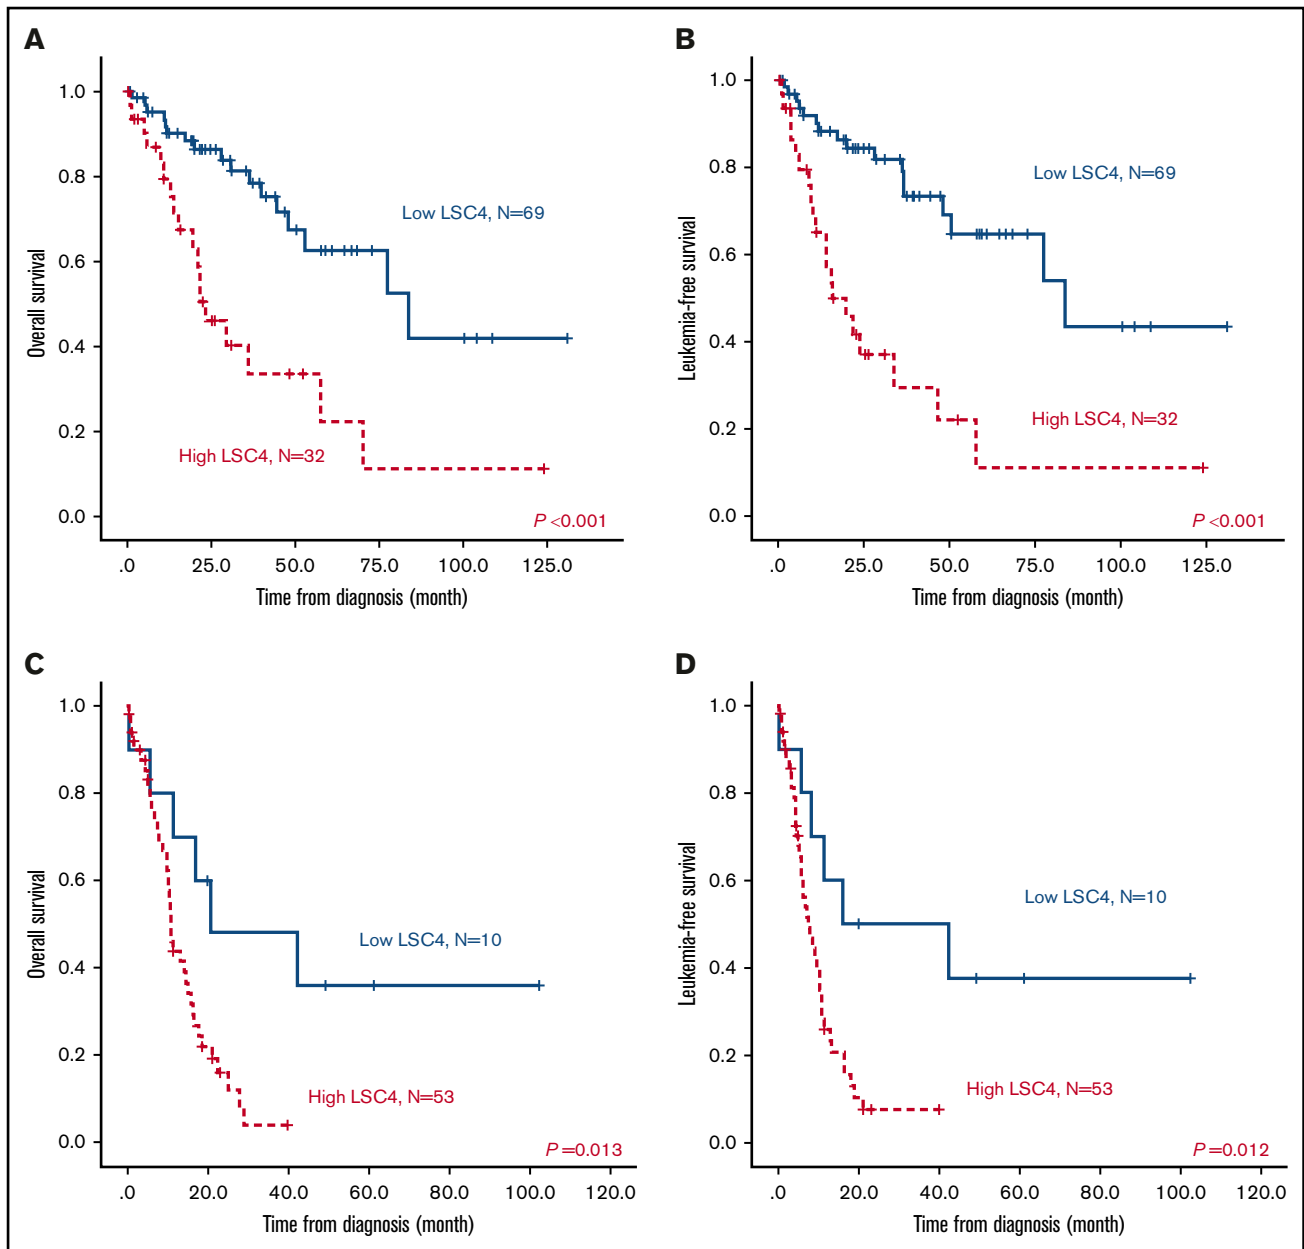 A
Overall survival
1.0
0.8
0.6
0.4
0.2
0.0
Low LSC4, N=69
High LSC4, N=32
P<0.001
.0 25.0 50.0 75.0 100.0 125.0
Time from diagnosis (month)
B
Leukemia-free survival
1.0
0.8
0.6
0.4
0.2
0.0
Low LSC4, N=69
High LSC4, N=32
P<0.001
.0 25.0 50.0 75.0 100.0 125.0
Time from diagnosis (month)
C
Overall survival
1.0
0.8
0.6
0.4
0.2
0.0
Low LSC4, N=10
High LSC4, N=53
P=0.013
.0 20.0 40.0 60.0 80.0 100.0 120.0
Time from diagnosis (month)
D
Leukemia-free survival
1.0
0.8
0.6
0.4
0.2
0.0
Low LSC4, N=10
High LSC4, N=53
P=0.012
.0 20.0 40.0 60.0 80.0 100.0 120.0
Time from diagnosis (month)